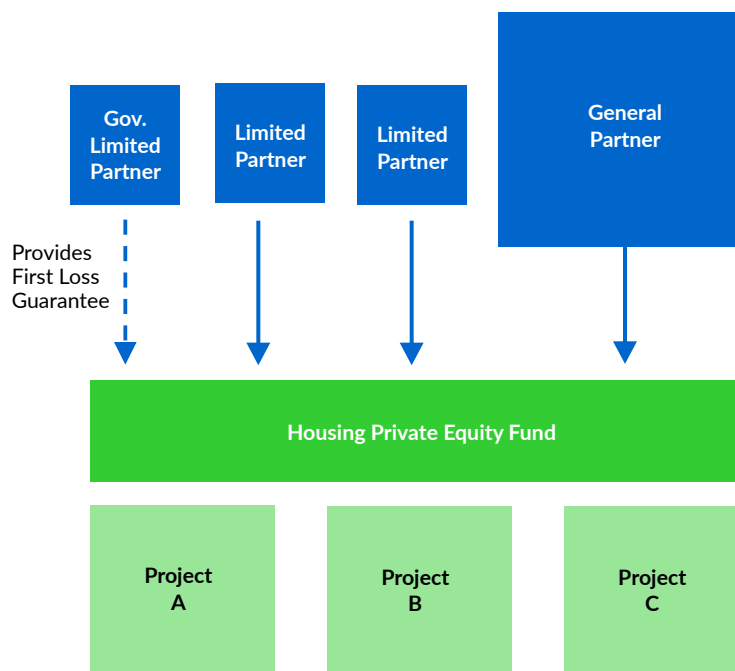 Gov.
Limited
Partner
Limited
Partner
Limited
Partner
General
Partner
Provides
First Loss
Guarantee
Housing Private Equity Fund
Project
A
Project
B
Project
C